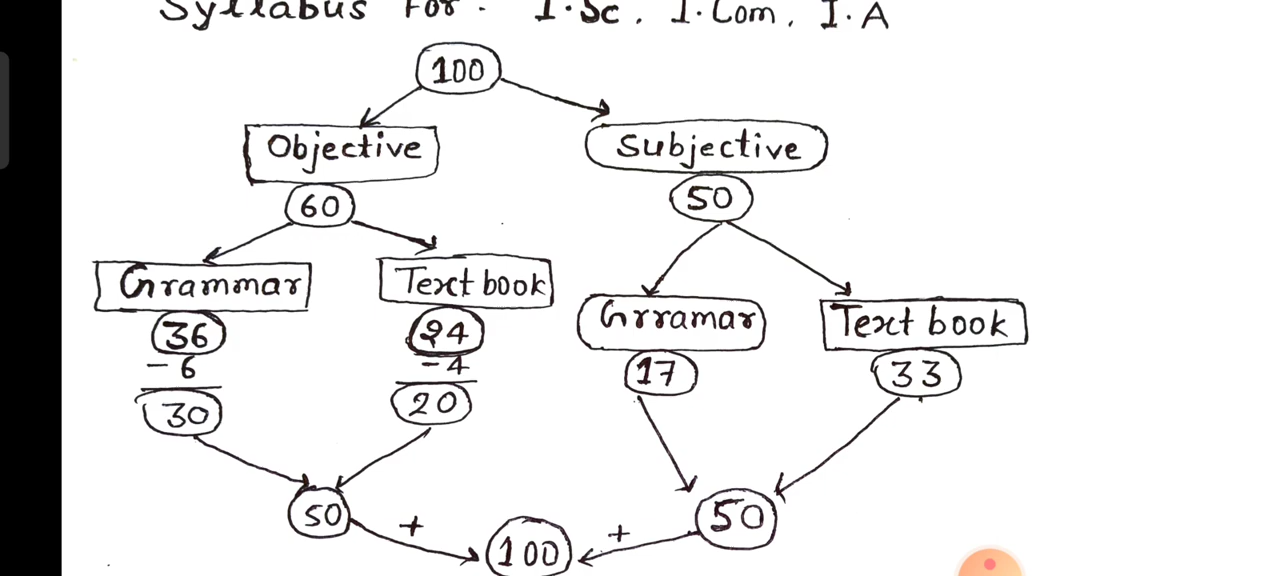 Syllabus For. I.Sc. I.Com. I.A
100
Objective Subjective
60 50
Grammar Text book Grramar Text book
36 24 17 33
-6 -4
30 20
50 + 100 + 50